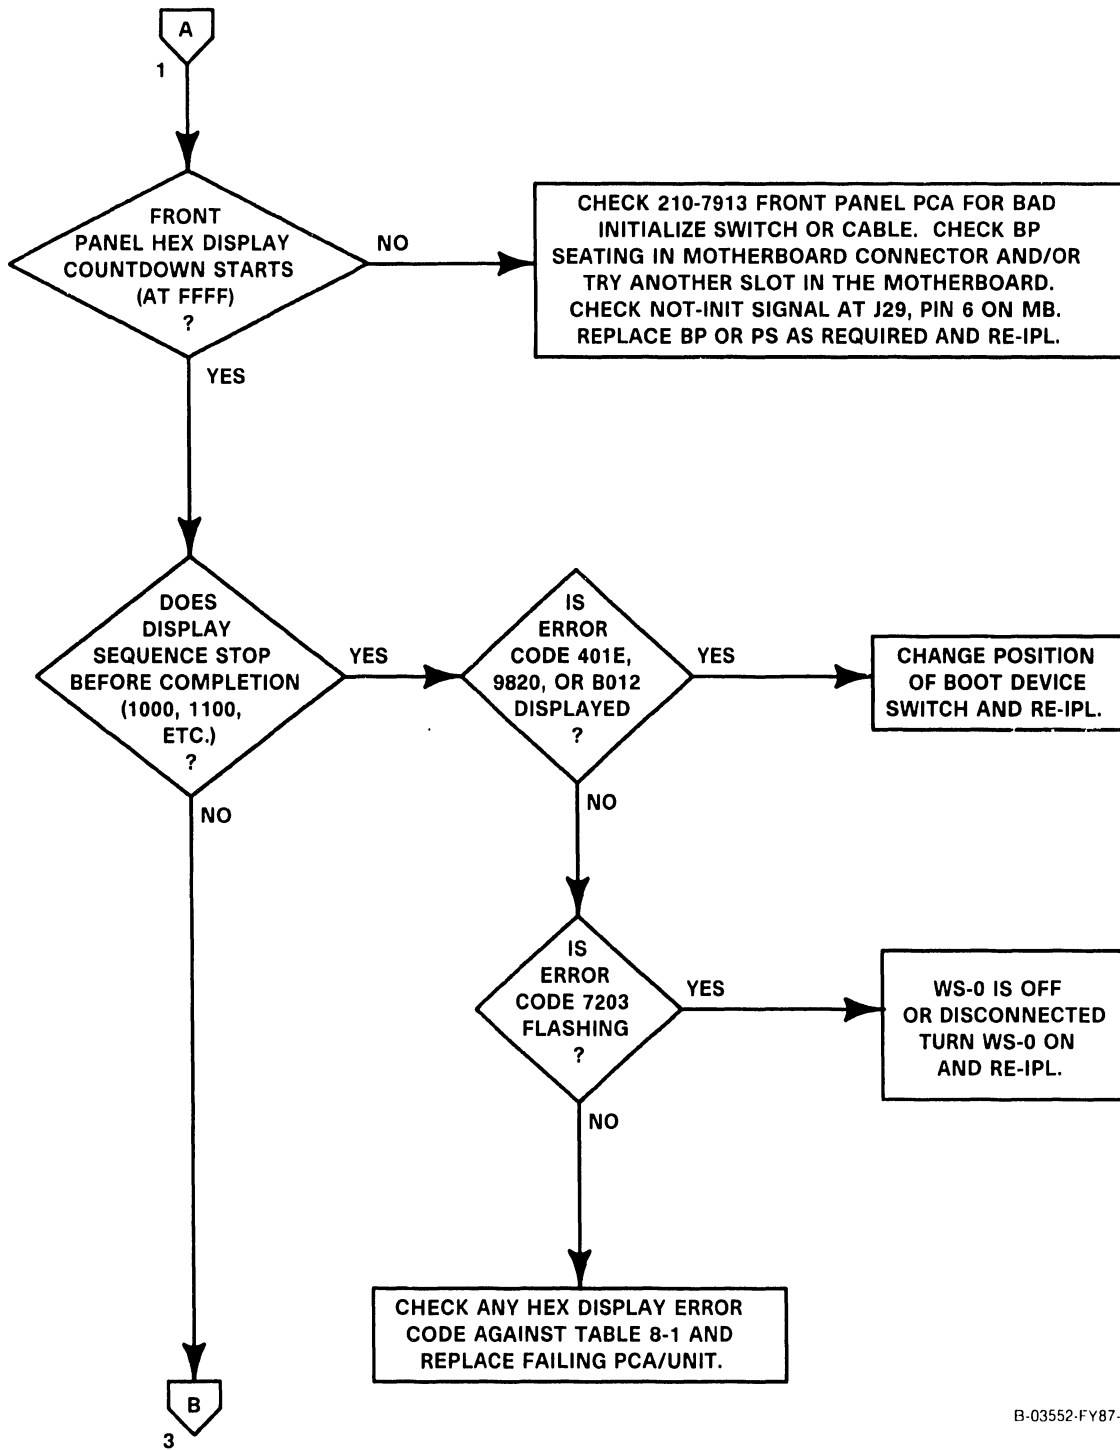 A
1
FRONT
PANEL HEX DISPLAY
COUNTDOWN STARTS
(AT FFFF)
?
NO
CHECK 210-7913 FRONT PANEL PCA FOR BAD
INITIALIZE SWITCH OR CABLE. CHECK BP
SEATING IN MOTHERBOARD CONNECTOR AND/OR
TRY ANOTHER SLOT IN THE MOTHERBOARD.
CHECK NOT-INIT SIGNAL AT J29, PIN 6 ON MB.
REPLACE BP OR PS AS REQUIRED AND RE-IPL.
YES
DOES
DISPLAY
SEQUENCE STOP
BEFORE COMPLETION
(1000, 1100,
ETC.)
?
YES
IS
ERROR
CODE 401E,
9820, OR B012
DISPLAYED
?
YES
CHANGE POSITION
OF BOOT DEVICE
SWITCH AND RE-IPL.
NO
NO
IS
ERROR
CODE 7203
FLASHING
?
YES
WS-0 IS OFF
OR DISCONNECTED
TURN WS-0 ON
AND RE-IPL.
NO
CHECK ANY HEX DISPLAY ERROR
CODE AGAINST TABLE 8-1 AND
REPLACE FAILING PCA/UNIT.
B
3
B-03552-FY87-